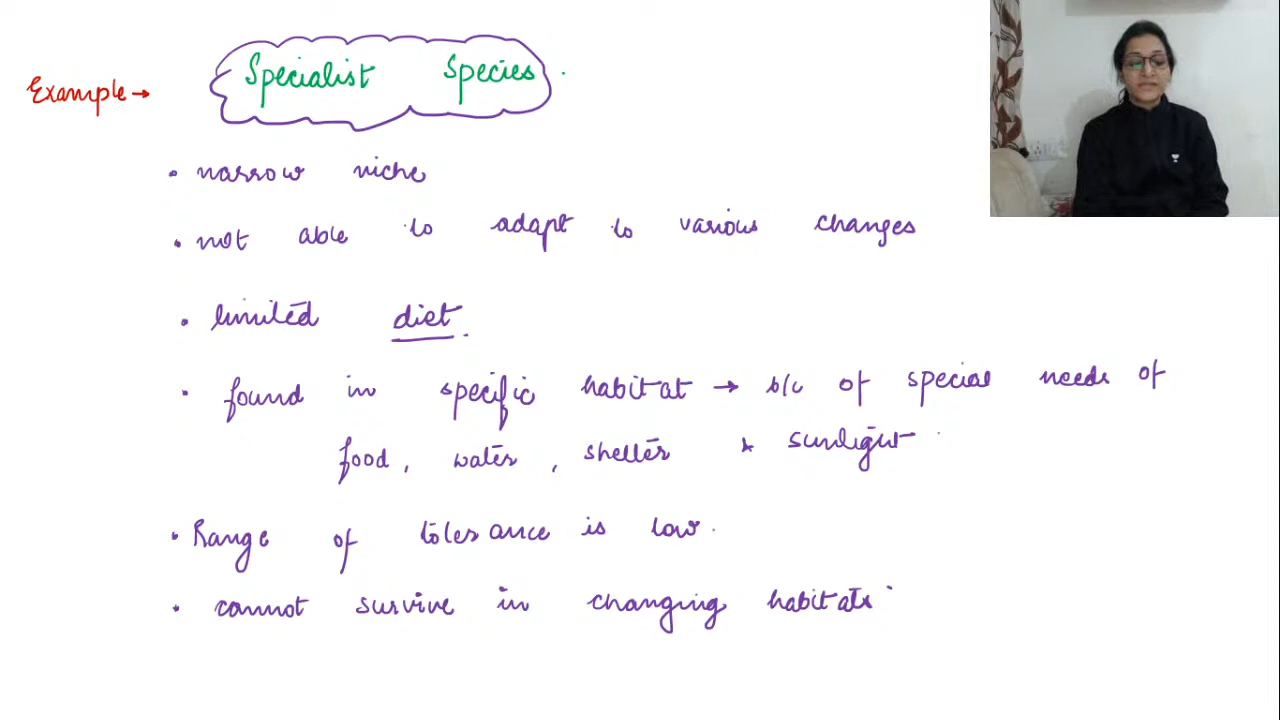 Example → Specialist Species.
• narrow niche
• not able to adapt to various changes
• limited diet.
• found in specific habitat → b/c of special needs of
food, water, shelter & sunlight.
• Range of tolerance is low.
• cannot survive in changing habitats.